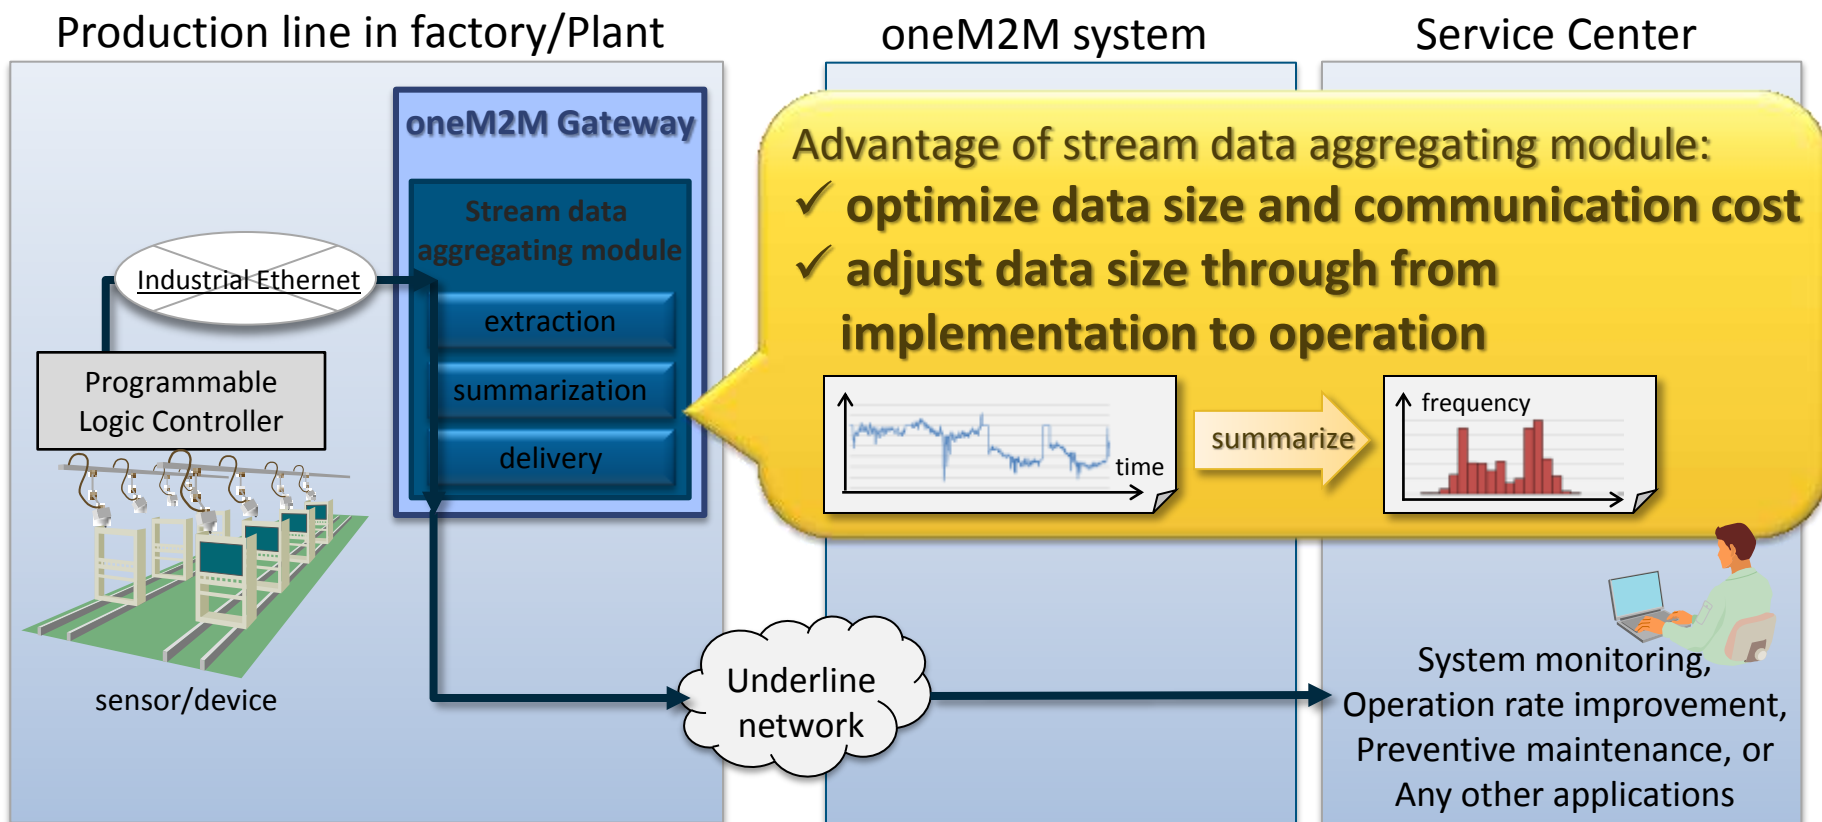 Production line in factory/Plant
oneM2M system
Service Center
oneM2M Gateway
Stream data
aggregating module
extraction
summarization
delivery
Industrial Ethernet
Programmable
Logic Controller
sensor/device
Advantage of stream data aggregating module:
✓ optimize data size and communication cost
✓ adjust data size through from
implementation to operation
time
summarize
frequency
Underline
network
System monitoring,
Operation rate improvement,
Preventive maintenance, or
Any other applications